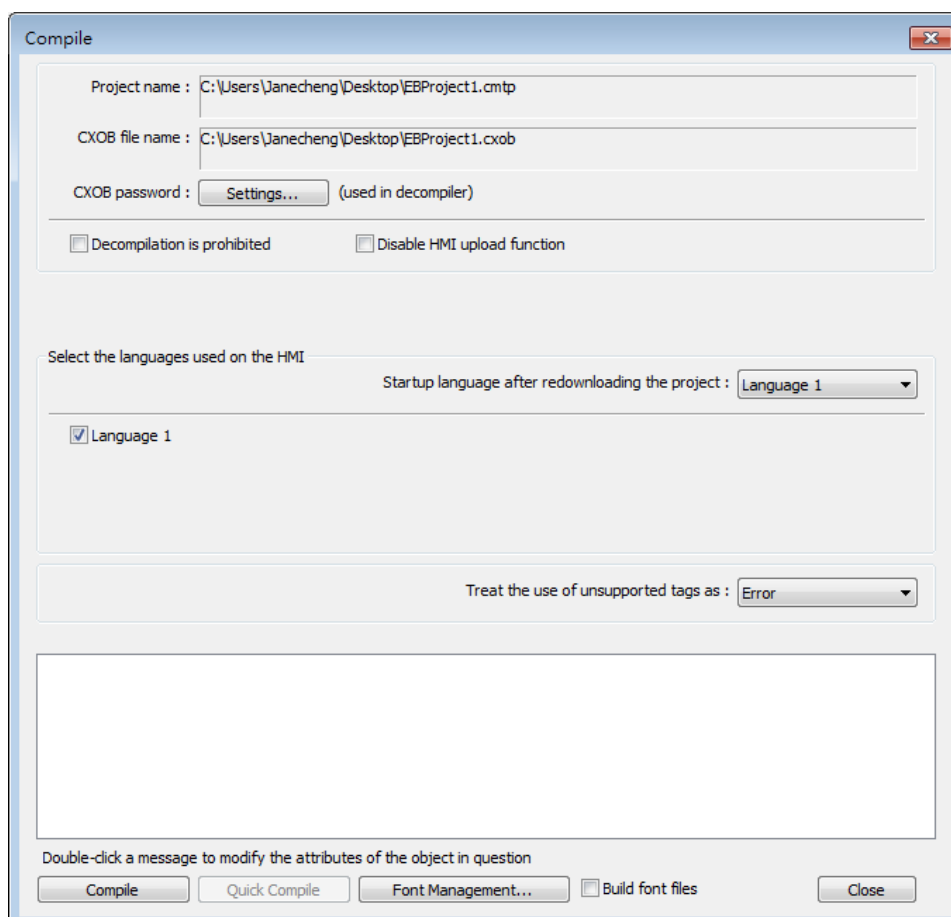 Compile
Project name : C:\Users\Janecheng\Desktop\EBProject1.cmtp
CXOB file name : C:\Users\Janecheng\Desktop\EBProject1.cxob
CXOB password : Settings... (used in decompiler)
Decompilation is prohibited Disable HMI upload function
Select the languages used on the HMI
Startup language after redownloading the project : Language 1
Language 1
Treat the use of unsupported tags as : Error
Double-click a message to modify the attributes of the object in question
Compile Quick Compile Font Management... Build font files Close